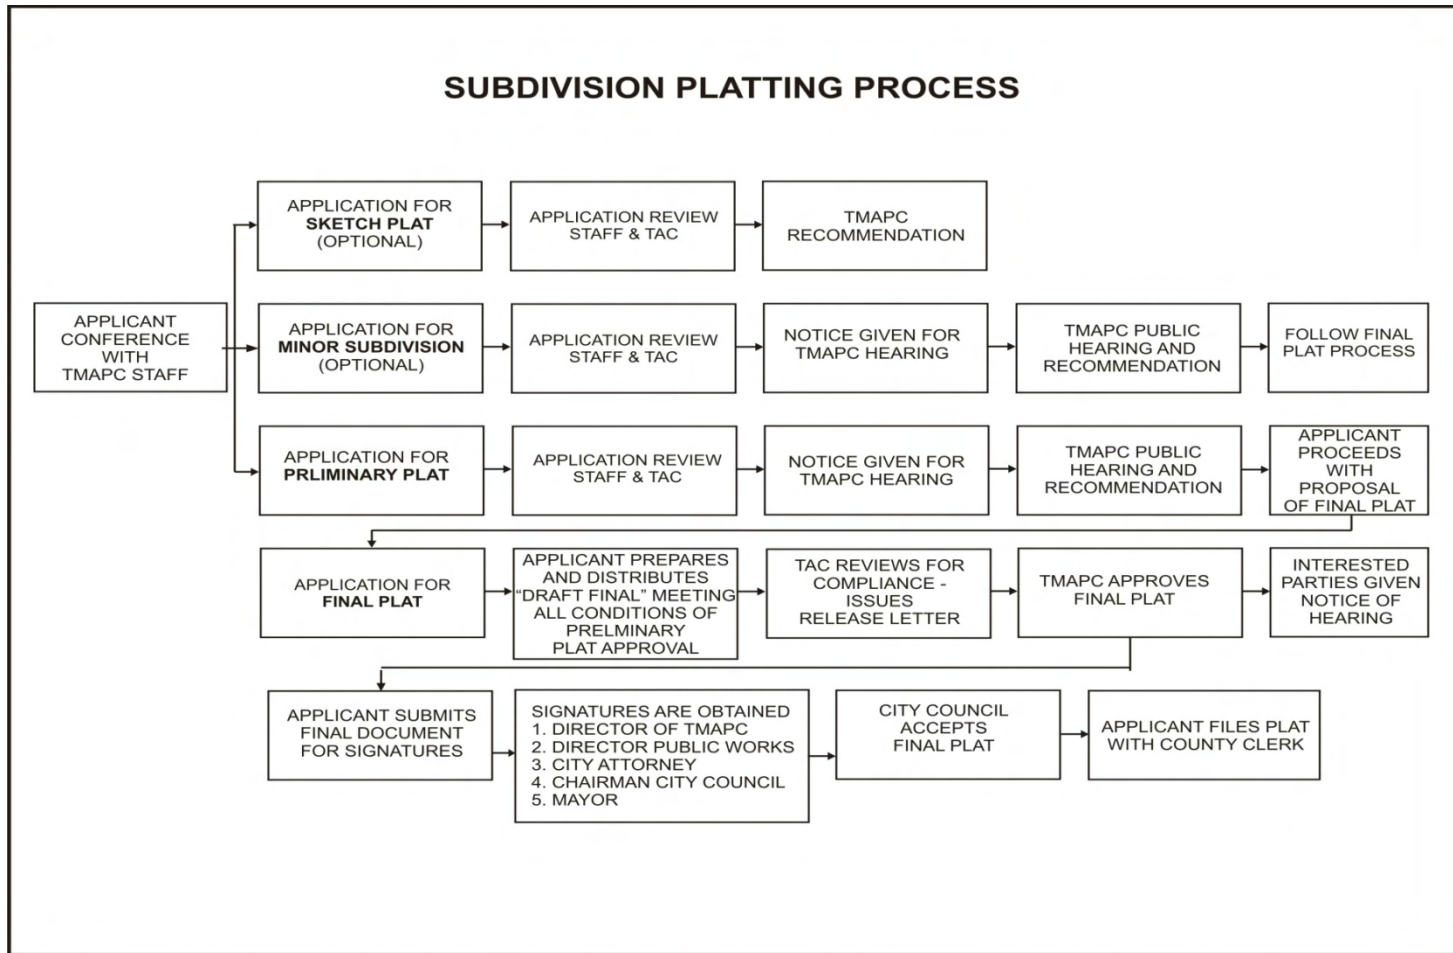 SUBDIVISION PLATTING PROCESS
APPLICANT
CONFERENCE
WITH
TMAPC STAFF
APPLICATION FOR
SKETCH PLAT
(OPTIONAL)
APPLICATION REVIEW
STAFF & TAC
TMAPC
RECOMMENDATION
APPLICATION FOR
MINOR SUBDIVISION
(OPTIONAL)
APPLICATION REVIEW
STAFF & TAC
NOTICE GIVEN FOR
TMAPC HEARING
TMAPC PUBLIC
HEARING AND
RECOMMENDATION
FOLLOW FINAL
PLAT PROCESS
APPLICATION FOR
PRLIMINARY PLAT
APPLICATION REVIEW
STAFF & TAC
NOTICE GIVEN FOR
TMAPC HEARING
TMAPC PUBLIC
HEARING AND
RECOMMENDATION
APPLICANT
PROCEEDS
WITH
PROPOSAL
OF FINAL PLAT
APPLICATION FOR
FINAL PLAT
APPLICANT PREPARES
AND DISTRIBUTES
“DRAFT FINAL” MEETING
ALL CONDITIONS OF
PRELMINARY
PLAT APPROVAL
TAC REVIEWS FOR
COMPLIANCE -
ISSUES
RELEASE LETTER
TMAPC APPROVES
FINAL PLAT
INTERESTED
PARTIES GIVEN
NOTICE OF
HEARING
APPLICANT SUBMITS
FINAL DOCUMENT
FOR SIGNATURES
SIGNATURES ARE OBTAINED
1. DIRECTOR OF TMAPC
2. DIRECTOR PUBLIC WORKS
3. CITY ATTORNEY
4. CHAIRMAN CITY COUNCIL
5. MAYOR
CITY COUNCIL
ACCEPTS
FINAL PLAT
APPLICANT FILES PLAT
WITH COUNTY CLERK